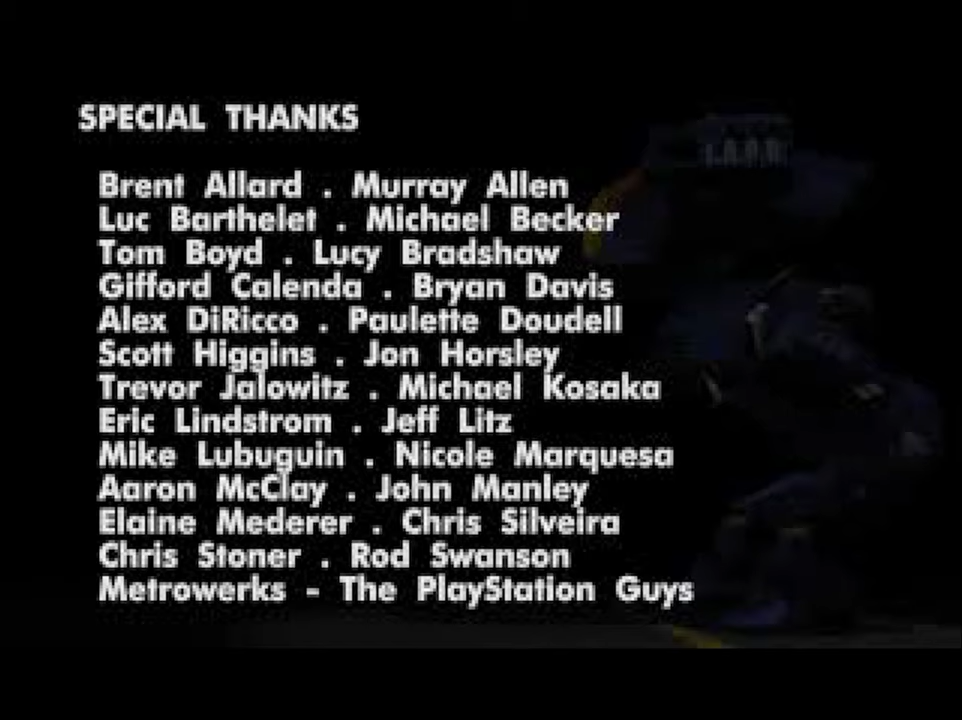 SPECIAL THANKS
Brent Allard . Murray Allen
Luc Barthelet . Michael Becker
Tom Boyd . Lucy Bradshaw
Gifford Calenda . Bryan Davis
Alex DiRicco . Paulette Doudell
Scott Higgins . Jon Horsley
Trevor Jalowitz . Michael Kosaka
Eric Lindstrom . Jeff Litz
Mike Lubuguin . Nicole Marquesa
Aaron McClay . John Manley
Elaine Mederer . Chris Silveira
Chris Stoner . Rod Swanson
Metrowerks - The PlayStation Guys